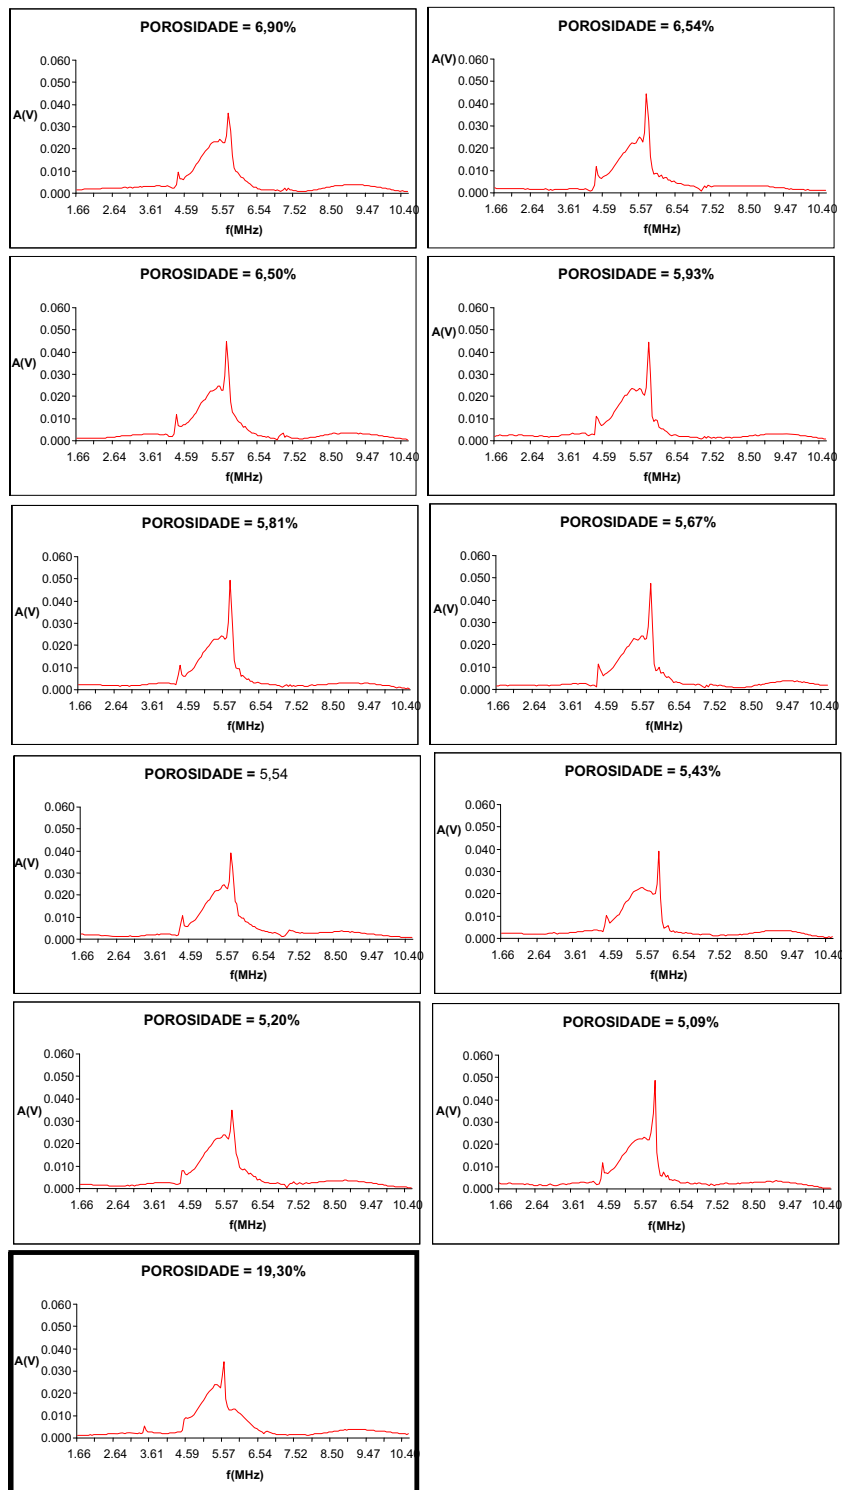 POROSIDADE = 6,90%
0.060
0.050
0.040
A(V)
0.030
0.020
0.010
0.000
1.66 2.64 3.61 4.59 5.57 6.54 7.52 8.50 9.47 10.40
f(MHz)
POROSIDADE = 6,54%
A(V)
0.060
0.050
0.040
0.030
0.020
0.010
0.000
1.66 2.64 3.61 4.59 5.57 6.54 7.52 8.50 9.47 10.40
f(MHz)
POROSIDADE = 6,50%
0.060
0.050
0.040
A(V)
0.030
0.020
0.010
0.000
1.66 2.64 3.61 4.59 5.57 6.54 7.52 8.50 9.47 10.40
f(MHz)
POROSIDADE = 5,93%
0.060
A(V)
0.050
0.040
0.030
0.020
0.010
0.000
1.66 2.64 3.61 4.59 5.57 6.54 7.52 8.50 9.47 10.40
f(MHz)
POROSIDADE = 5,81%
0.060
0.050
0.040
A(V)
0.030
0.020
0.010
0.000
1.66 2.64 3.61 4.59 5.57 6.54 7.52 8.50 9.47 10.40
f(MHz)
POROSIDADE = 5,67%
0.060
0.050
0.040
A(V)
0.030
0.020
0.010
0.000
1.66 2.64 3.61 4.59 5.57 6.54 7.52 8.50 9.47 10.40
f(MHz)
POROSIDADE = 5,54
0.060
0.050
0.040
A(V)
0.030
0.020
0.010
0.000
1.66 2.64 3.61 4.59 5.57 6.54 7.52 8.50 9.47 10.40
f(MHz)
POROSIDADE = 5,43%
0.060
A(V)
0.050
0.040
0.030
0.020
0.010
0.000
1.66 2.64 3.61 4.59 5.57 6.54 7.52 8.50 9.47 10.40
f(MHz)
POROSIDADE = 5,20%
0.060
0.050
0.040
A(V)
0.030
0.020
0.010
0.000
1.66 2.64 3.61 4.59 5.57 6.54 7.52 8.50 9.47 10.40
f(MHz)
POROSIDADE = 5,09%
0.060
0.050
0.040
A(V)
0.030
0.020
0.010
0.000
1.66 2.64 3.61 4.59 5.57 6.54 7.52 8.50 9.47 10.40
f(MHz)
POROSIDADE = 19,30%
0.060
0.050
0.040
A(V)
0.030
0.020
0.010
0.000
1.66 2.64 3.61 4.59 5.57 6.54 7.52 8.50 9.47 10.40
f(MHz)